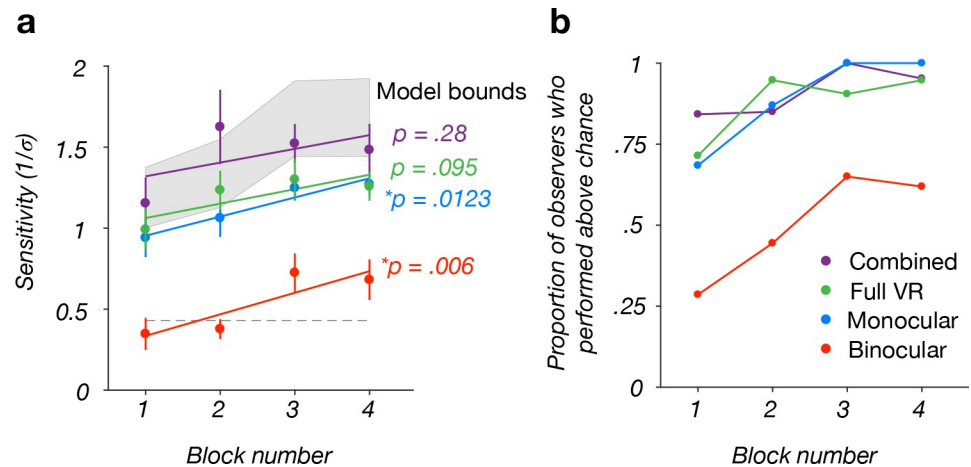 a
Sensitivity (1/σ)
2
1.5
1
0.5
0
Model bounds
p = .28
p = .095
*p = .0123
*p = .006
1 2 3 4
Block number
b
Proportion of observers who
performed above chance
1
.75
.5
.25
0
Combined
Full VR
Monocular
Binocular
1 2 3 4
Block number